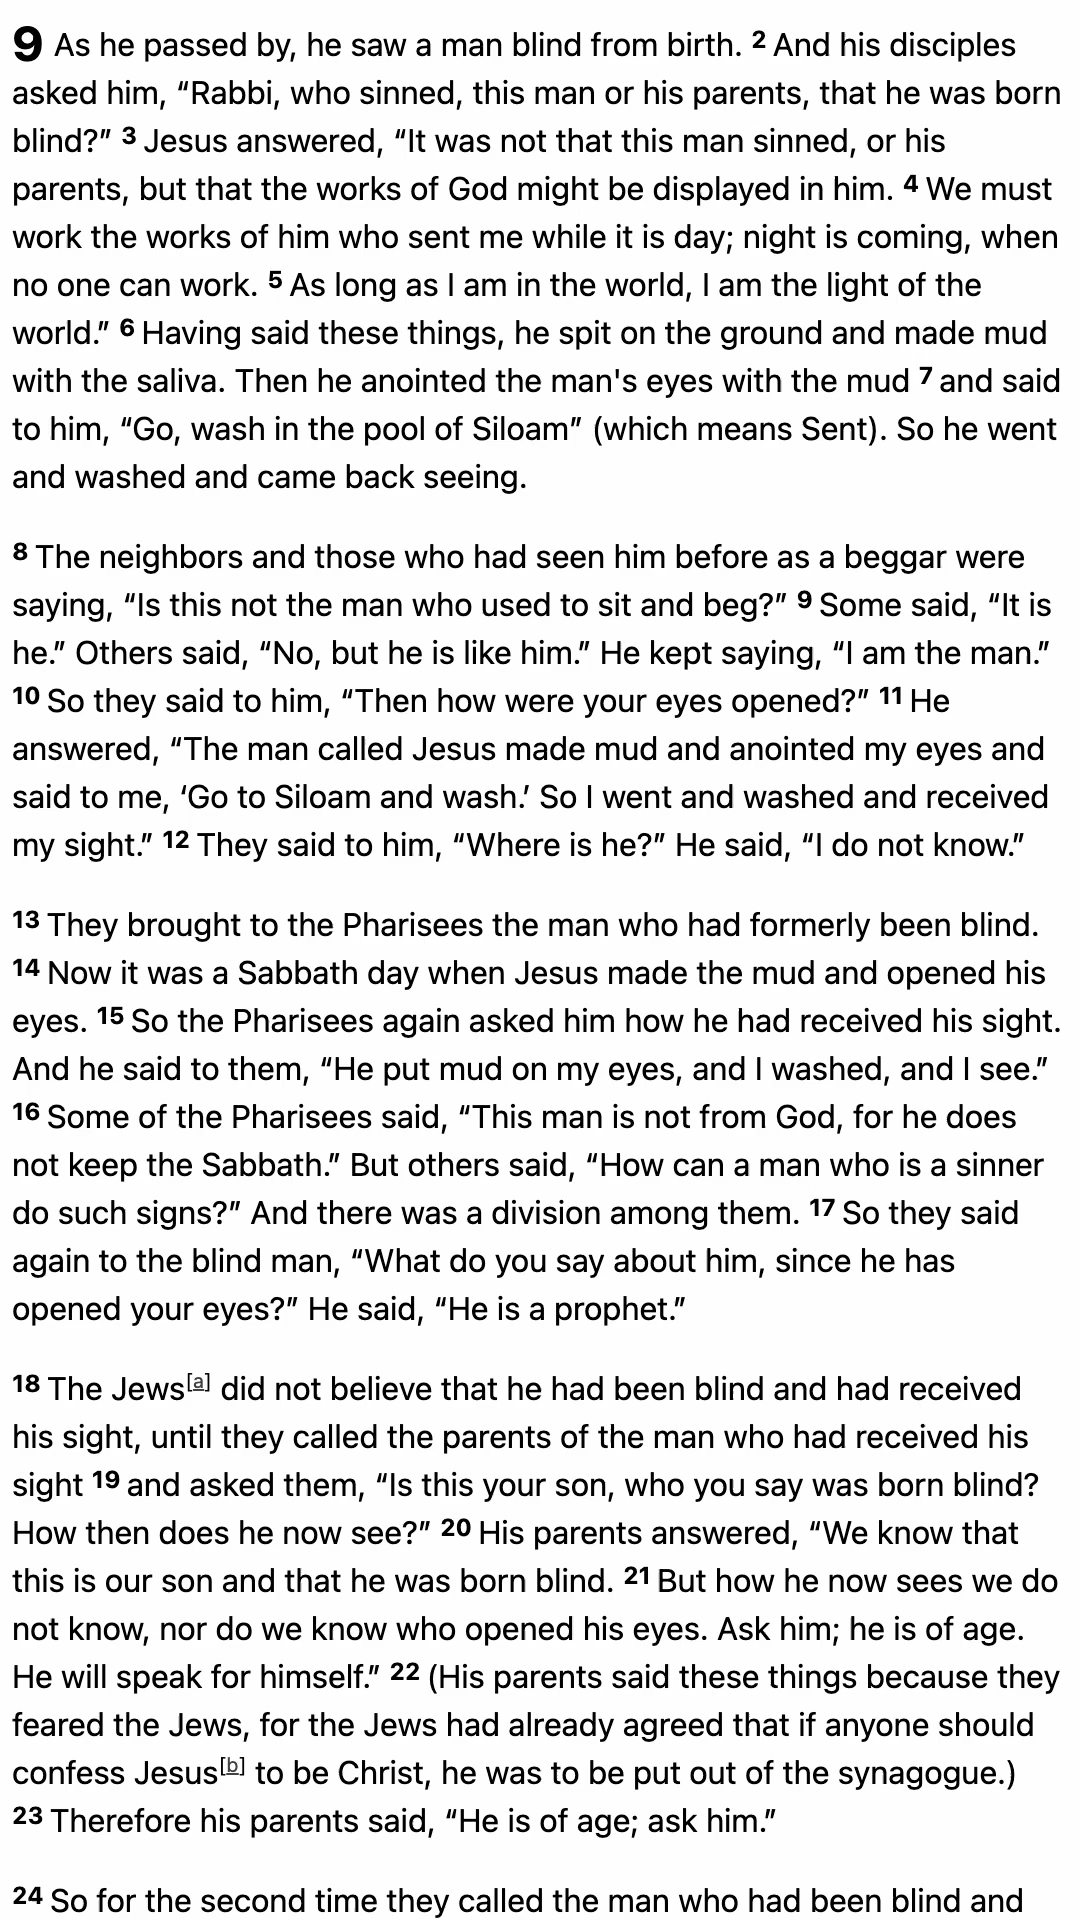 9 As he passed by, he saw a man blind from birth. 2 And his disciples
asked him, “Rabbi, who sinned, this man or his parents, that he was born
blind?” 3 Jesus answered, “It was not that this man sinned, or his
parents, but that the works of God might be displayed in him. 4 We must
work the works of him who sent me while it is day; night is coming, when
no one can work. 5 As long as I am in the world, I am the light of the
world.” 6 Having said these things, he spit on the ground and made mud
with the saliva. Then he anointed the man's eyes with the mud 7 and said
to him, “Go, wash in the pool of Siloam” (which means Sent). So he went
and washed and came back seeing.
8 The neighbors and those who had seen him before as a beggar were
saying, “Is this not the man who used to sit and beg?” 9 Some said, “It is
he.” Others said, “No, but he is like him.” He kept saying, “I am the man.”
10 So they said to him, “Then how were your eyes opened?” 11 He
answered, “The man called Jesus made mud and anointed my eyes and
said to me, ‘Go to Siloam and wash.’ So I went and washed and received
my sight.” 12 They said to him, “Where is he?” He said, “I do not know.”
13 They brought to the Pharisees the man who had formerly been blind.
14 Now it was a Sabbath day when Jesus made the mud and opened his
eyes. 15 So the Pharisees again asked him how he had received his sight.
And he said to them, “He put mud on my eyes, and I washed, and I see.”
16 Some of the Pharisees said, “This man is not from God, for he does
not keep the Sabbath.” But others said, “How can a man who is a sinner
do such signs?” And there was a division among them. 17 So they said
again to the blind man, “What do you say about him, since he has
opened your eyes?” He said, “He is a prophet.”
18 The Jews[a] did not believe that he had been blind and had received
his sight, until they called the parents of the man who had received his
sight 19 and asked them, “Is this your son, who you say was born blind?
How then does he now see?” 20 His parents answered, “We know that
this is our son and that he was born blind. 21 But how he now sees we do
not know, nor do we know who opened his eyes. Ask him; he is of age.
He will speak for himself.” 22 (His parents said these things because they
feared the Jews, for the Jews had already agreed that if anyone should
confess Jesus[b] to be Christ, he was to be put out of the synagogue.)
23 Therefore his parents said, “He is of age; ask him.”
24 So for the second time they called the man who had been blind and